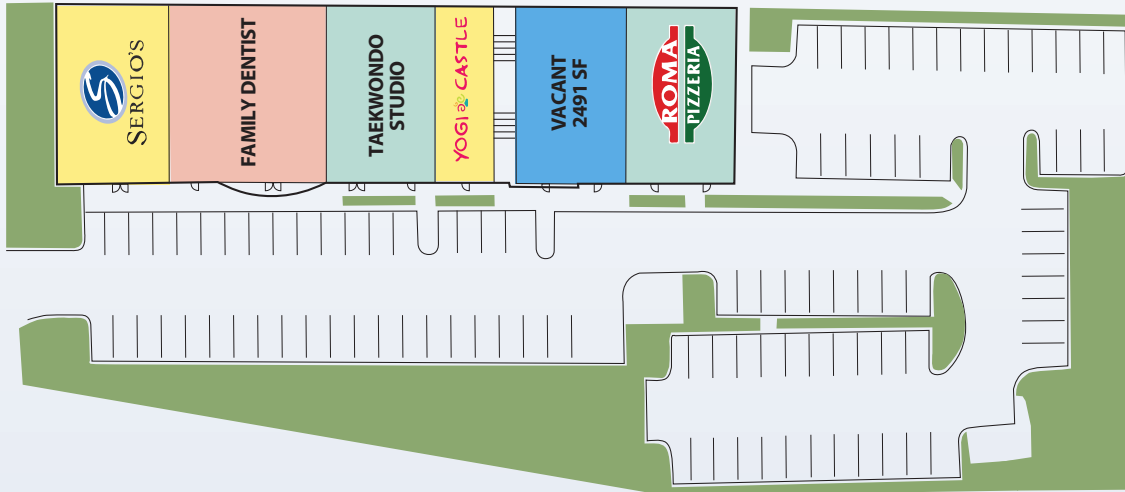 SERGIO'S
FAMILY DENTIST
TAEKWONDO
STUDIO
YOGI CASTLE
VACANT
2491 SF
ROMA
PIZZERIA